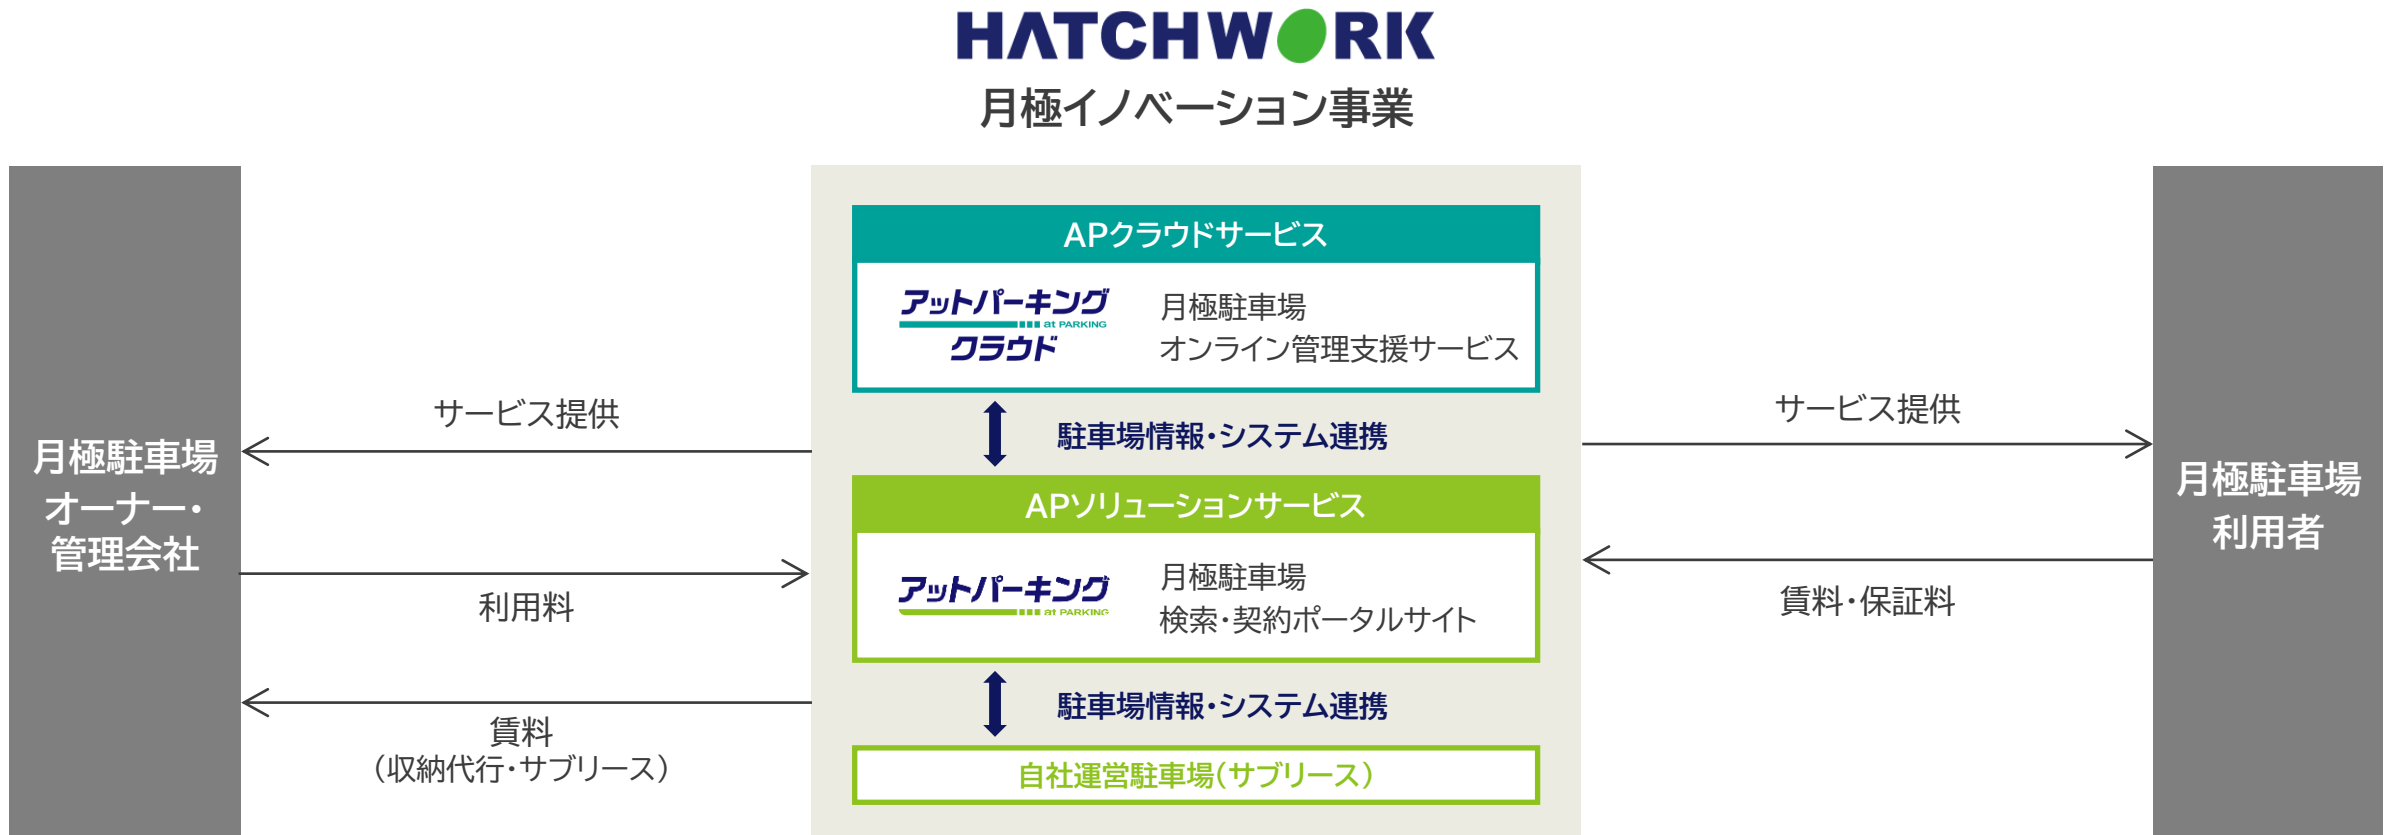 HATCHWORK
月極イノベーション事業
月極駐車場
オーナー・
管理会社
サービス提供
利用料
賃料
（収納代行・サブリース）
APクラウドサービス
アットパーキング
at PARKING
クラウド
月極駐車場
オンライン管理支援サービス
駐車場情報・システム連携
APソリューションサービス
アットパーキング
at PARKING
月極駐車場
検索・契約ポータルサイト
駐車場情報・システム連携
自社運営駐車場（サブリース）
サービス提供
賃料・保証料
月極駐車場
利用者